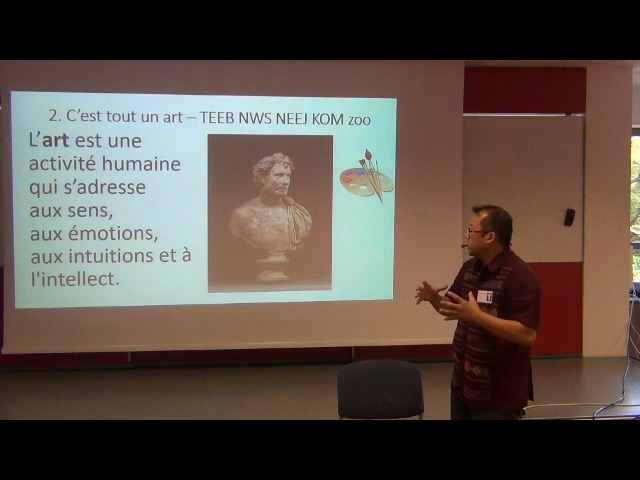 2. C’est tout un art – TEEB NWS NEEJ KOM zoo
L’art est une
activité humaine
qui s’adresse
aux sens,
aux émotions,
aux intuitions et à
l'intellect.